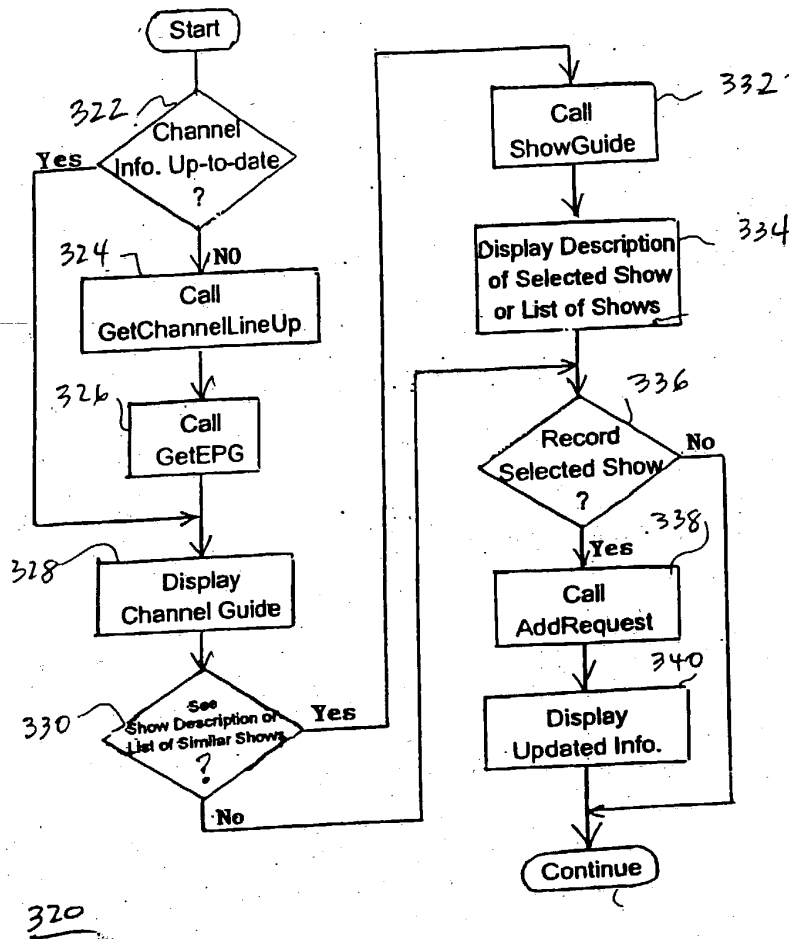 Start
322
Channel
Info. Up-to-date
?
Yes
NO
324
Call
GetChannelLineUp
326
Call
GetEPG
328
Display
Channel Guide
330
See
Show Description or
List of Similar Shows
?
Yes
No
332
Call
ShowGuide
334
Display Description
of Selected Show
or List of Shows
336
Record
Selected Show
?
No
Yes
338
Call
AddRequest
340
Display
Updated Info.
Continue
320